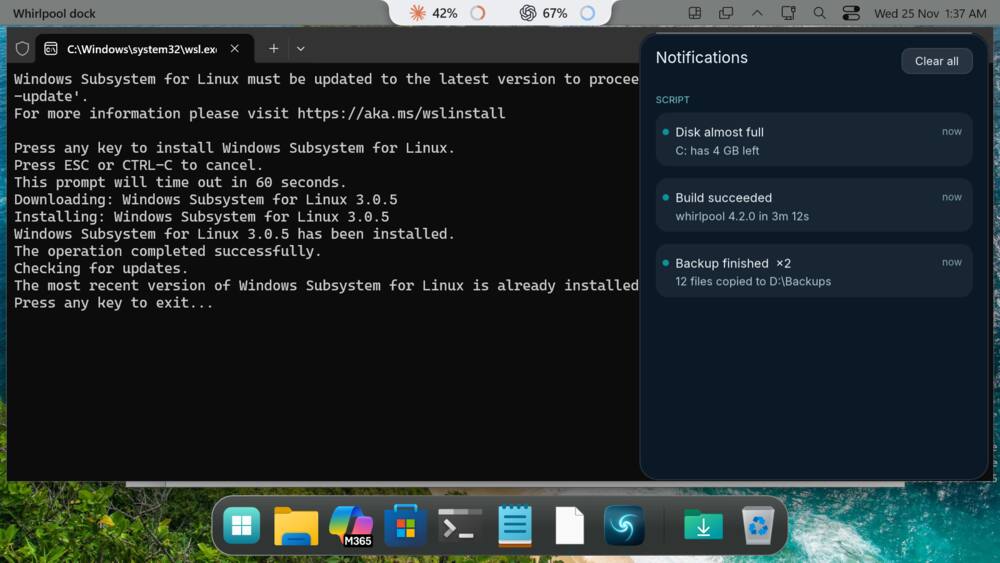 Whirlpool dock
42%
67%
Wed 25 Nov 1:37 AM
C:\Windows\system32\wsl.ex
Windows Subsystem for Linux must be updated to the latest version to procee
-update'.
For more information please visit https://aka.ms/wslinstall
Press any key to install Windows Subsystem for Linux.
Press ESC or CTRL-C to cancel.
This prompt will time out in 60 seconds.
Downloading: Windows Subsystem for Linux 3.0.5
Installing: Windows Subsystem for Linux 3.0.5
Windows Subsystem for Linux 3.0.5 has been installed.
The operation completed successfully.
Checking for updates.
The most recent version of Windows Subsystem for Linux is already installed
Press any key to exit...
Notifications
Clear all
SCRIPT
Disk almost full
now
C: has 4 GB left
Build succeeded
now
whirlpool 4.2.0 in 3m 12s
Backup finished ×2
now
12 files copied to D:\Backups
M365